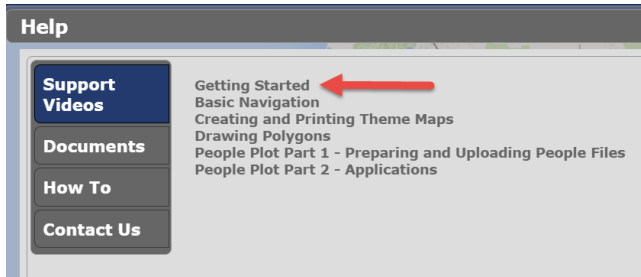 Help
Support
Videos
Documents
How To
Contact Us
Getting Started
Basic Navigation
Creating and Printing Theme Maps
Drawing Polygons
People Plot Part 1 - Preparing and Uploading People Files
People Plot Part 2 - Applications